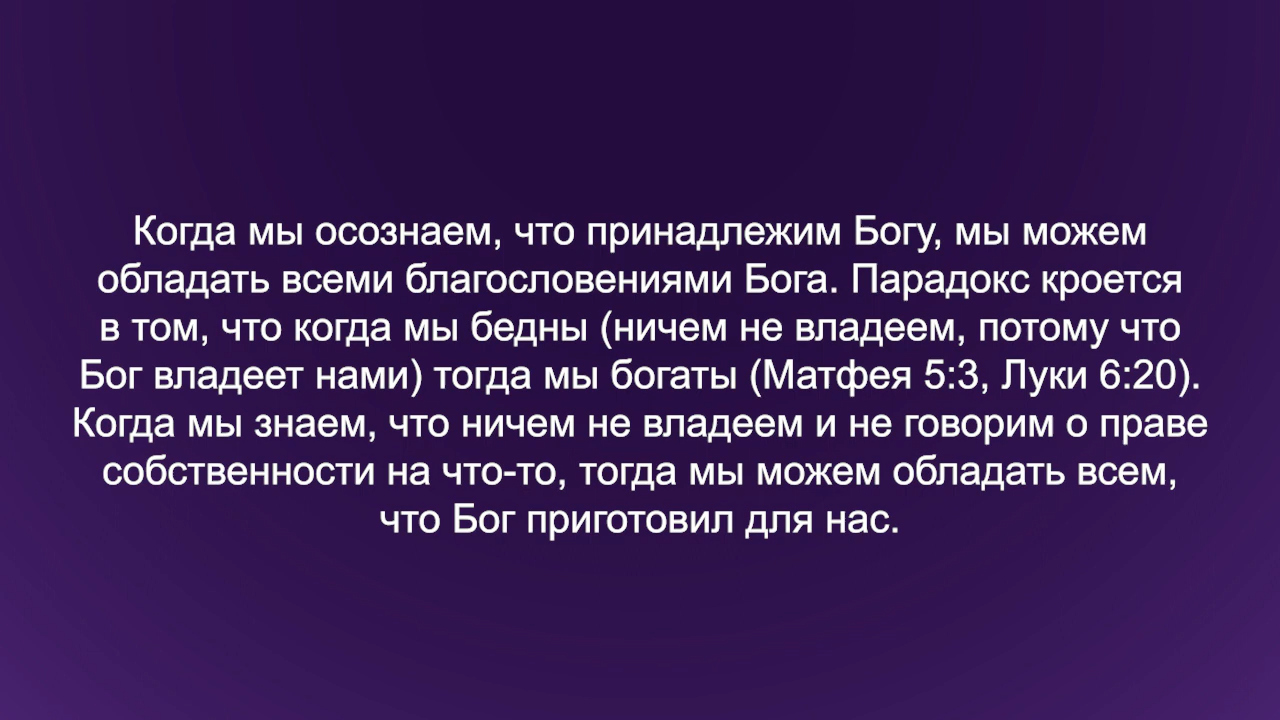 Когда мы осознаем, что принадлежим Богу, мы можем
обладать всеми благословениями Бога. Парадокс кроется
в том, что когда мы бедны (ничем не владеем, потому что
Бог владеет нами) тогда мы богаты (Матфея 5:3, Луки 6:20).
Когда мы знаем, что ничем не владеем и не говорим о праве
собственности на что-то, тогда мы можем обладать всем,
что Бог приготовил для нас.